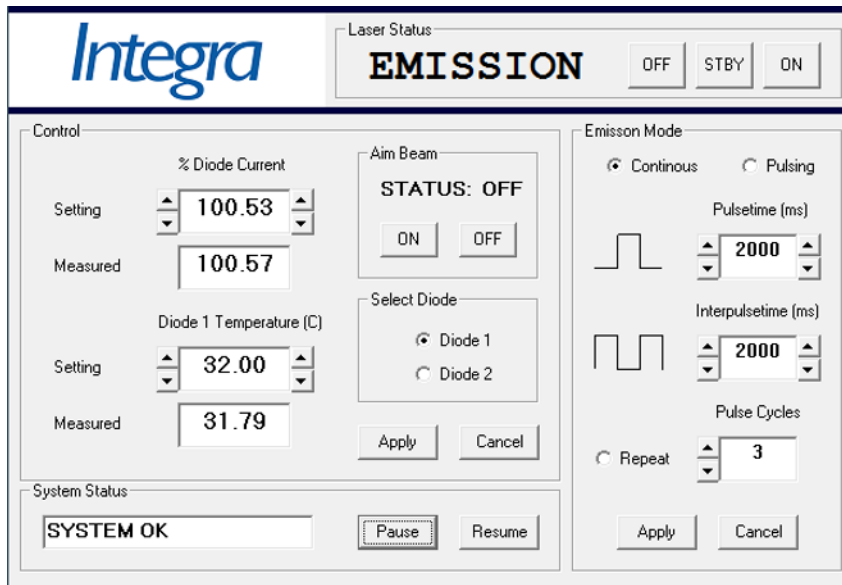 Integra
Laser Status
EMISSION
OFF STBY ON
Control
% Diode Current
Setting 100.53
Measured 100.57
Diode 1 Temperature (C)
Setting 32.00
Measured 31.79
Aim Beam
STATUS: OFF
ON OFF
Select Diode
Diode 1
Diode 2
Apply Cancel
System Status
SYSTEM OK Pause Resume
Emisson Mode
Continous Pulsing
Pulsetime (ms)
2000
Interpulsetime (ms)
2000
Pulse Cycles
Repeat 3
Apply Cancel